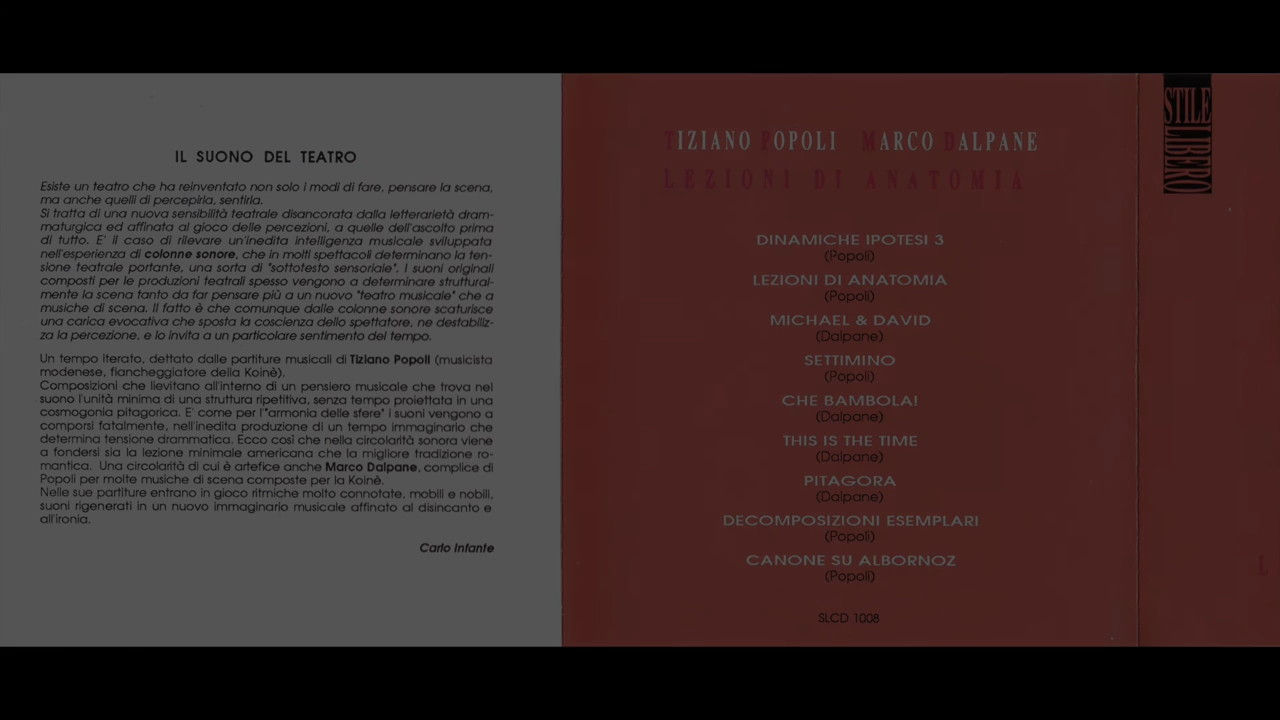 IL SUONO DEL TEATRO
Esiste un teatro che ha reinventato non solo i modi di fare, pensare la scena,
ma anche quelli di percepirla, sentirla.
Si tratta di una nuova sensibilità teatrale disancorata dalla letterarietà dram-
maturgica ed affinata al gioco delle percezioni, a quelle dell'ascolto prima
di tutto. E' il caso di rilevare un'inedita intelligenza musicale sviluppata
nell'esperienza di colonne sonore, che in molti spettacoli determinano la ten-
sione teatrale portante, una sorta di "sottotesto sensoriale". I suoni originali
composti per le produzioni teatrali spesso vengono a determinare struttural-
mente la scena tanto da far pensare più a un nuovo "teatro musicale" che a
musiche di scena. Il fatto è che comunque dalle colonne sonore scaturisce
una carica evocativa che sposta la coscienza dello spettatore, ne destabiliz-
za la percezione, e lo invita a un particolare sentimento del tempo.
Un tempo iterato, dettato dalle partiture musicali di Tiziano Popoli (musicista
modenese, fiancheggiatore della Koinè).
Composizioni che lievitano all'interno di un pensiero musicale che trova nel
suono l'unità minima di una struttura ripetitiva, senza tempo proiettata in una
cosmogonia pitagorica. E' come per l'"armonia delle sfere" i suoni vengono a
comporsi fatalmente, nell'inedita produzione di un tempo immaginario che
determina tensione drammatica. Ecco così che nella circolarità sonora viene
a fondersi sia la lezione minimale americana che la migliore tradizione ro-
mantica. Una circolarità di cui è artefice anche Marco Dalpane, complice di
Popoli per molte musiche di scena composte per la Koinè.
Nelle sue partiture entrano in gioco ritmiche molto connotate, mobili e nobili,
suoni rigenerati in un nuovo immaginario musicale affinato al disincanto e
all'ironia.
Carlo Infante
TIZIANO POPOLI MARCO DALPANE
LEZIONI DI ANATOMIÀ
DINAMICHE IPOTESI 3
(Popoli)
LEZIONI DI ANATOMIA
(Popoli)
MICHAEL & DAVID
(Dalpane)
SETTIMINO
(Popoli)
CHE BAMBOLA!
(Dalpane)
THIS IS THE TIME
(Dalpane)
PITAGORA
(Dalpane)
DECOMPOSIZIONI ESEMPLARI
(Popoli)
CANONE SU ALBORNOZ
(Popoli)
SLCD 1008
STILE
LIBERO
L